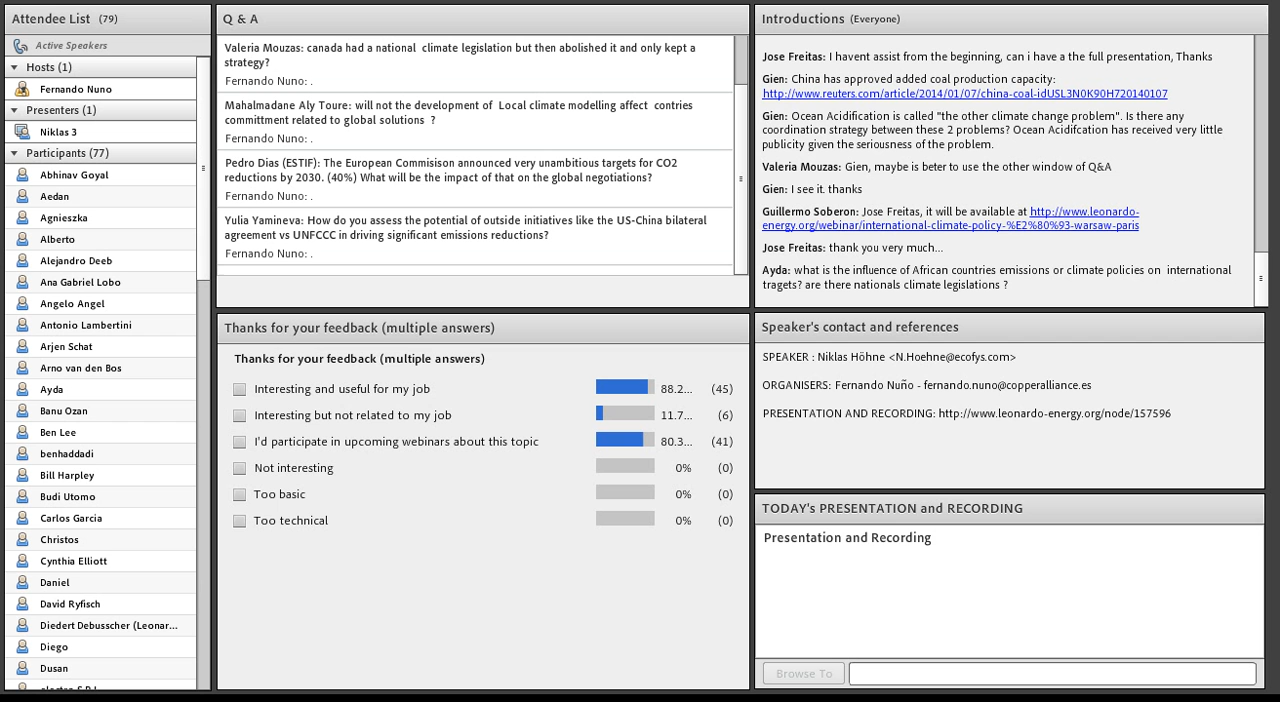 Attendee List (79)
Active Speakers
Hosts (1)
Fernando Nuno
Presenters (1)
Niklas 3
Participants (77)
Abhinav Goyal
Aedan
Agnieszka
Alberto
Alejandro Deeb
Ana Gabriel Lobo
Angelo Angel
Antonio Lambertini
Arjen Schat
Arno van den Bos
Ayda
Banu Ozan
Ben Lee
benhaddadi
Bill Harpley
Budi Utomo
Carlos Garcia
Christos
Cynthia Elliott
Daniel
David Ryfisch
Diedert Debusscher (Leonar...
Diego
Dusan
Q & A
Valeria Mouzas: canada had a national climate legislation but then abolished it and only kept a
strategy?
Fernando Nuno: .
Mahalmadane Aly Toure: will not the development of Local climate modelling affect contries
committment related to global solutions ?
Fernando Nuno: .
Pedro Dias (ESTIF): The European Commisison announced very unambitious targets for CO2
reductions by 2030. (40%) What will be the impact of that on the global negotiations?
Fernando Nuno: .
Yulia Yamineva: How do you assess the potential of outside initiatives like the US-China bilateral
agreement vs UNFCCC in driving significant emissions reductions?
Fernando Nuno: .
Thanks for your feedback (multiple answers)
Thanks for your feedback (multiple answers)
Interesting and useful for my job 88.2... (45)
Interesting but not related to my job 11.7... (6)
I'd participate in upcoming webinars about this topic 80.3... (41)
Not interesting 0% (0)
Too basic 0% (0)
Too technical 0% (0)
Introductions (Everyone)
Jose Freitas: I havent assist from the beginning, can i have a the full presentation, Thanks
Gien: China has approved added coal production capacity:
http://www.reuters.com/article/2014/01/07/china-coal-idUSL3N0K90H720140107
Gien: Ocean Acidification is called "the other climate change problem". Is there any
coordination strategy between these 2 problems? Ocean Acidifcation has received very little
publicity given the seriousness of the problem.
Valeria Mouzas: Gien, maybe is beter to use the other window of Q&A
Gien: I see it. thanks
Guillermo Soberon: Jose Freitas, it will be available at http://www.leonardo-
energy.org/webinar/international-climate-policy-%E2%80%93-warsaw-paris
Jose Freitas: thank you very much...
Ayda: what is the influence of African countries emissions or climate policies on international
tragets? are there nationals climate legislations ?
Speaker's contact and references
SPEAKER : Niklas Höhne <N.Hoehne@ecofys.com>
ORGANISERS: Fernando Nuño - fernando.nuno@copperalliance.es
PRESENTATION AND RECORDING: http://www.leonardo-energy.org/node/157596
TODAY's PRESENTATION and RECORDING
Presentation and Recording
Browse To